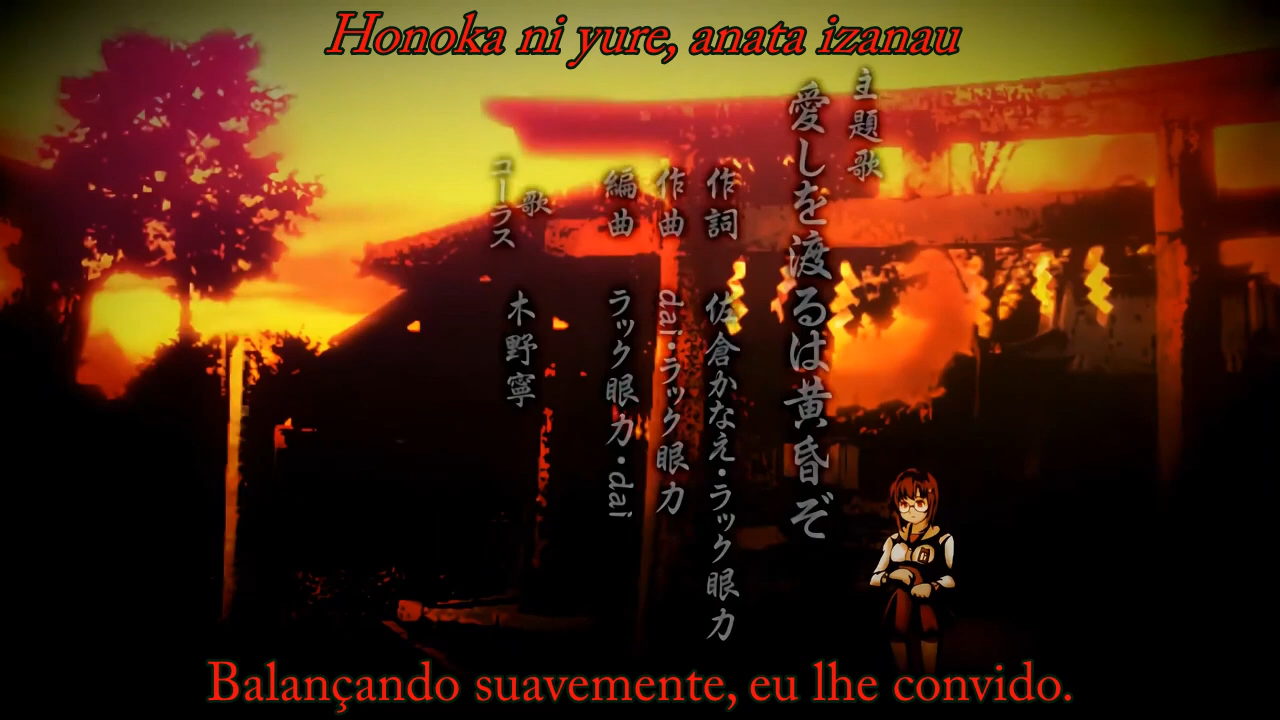 Honoka ni yure, anata izanau
主題歌
愛しを渡るは黄昏ぞ
作詞 佐倉かなえ・ラック眼力
作曲 dai・ラック眼力
編曲 ラック眼力・dai
歌
コーラス
木野寧
Balançando suavemente, eu lhe convido.